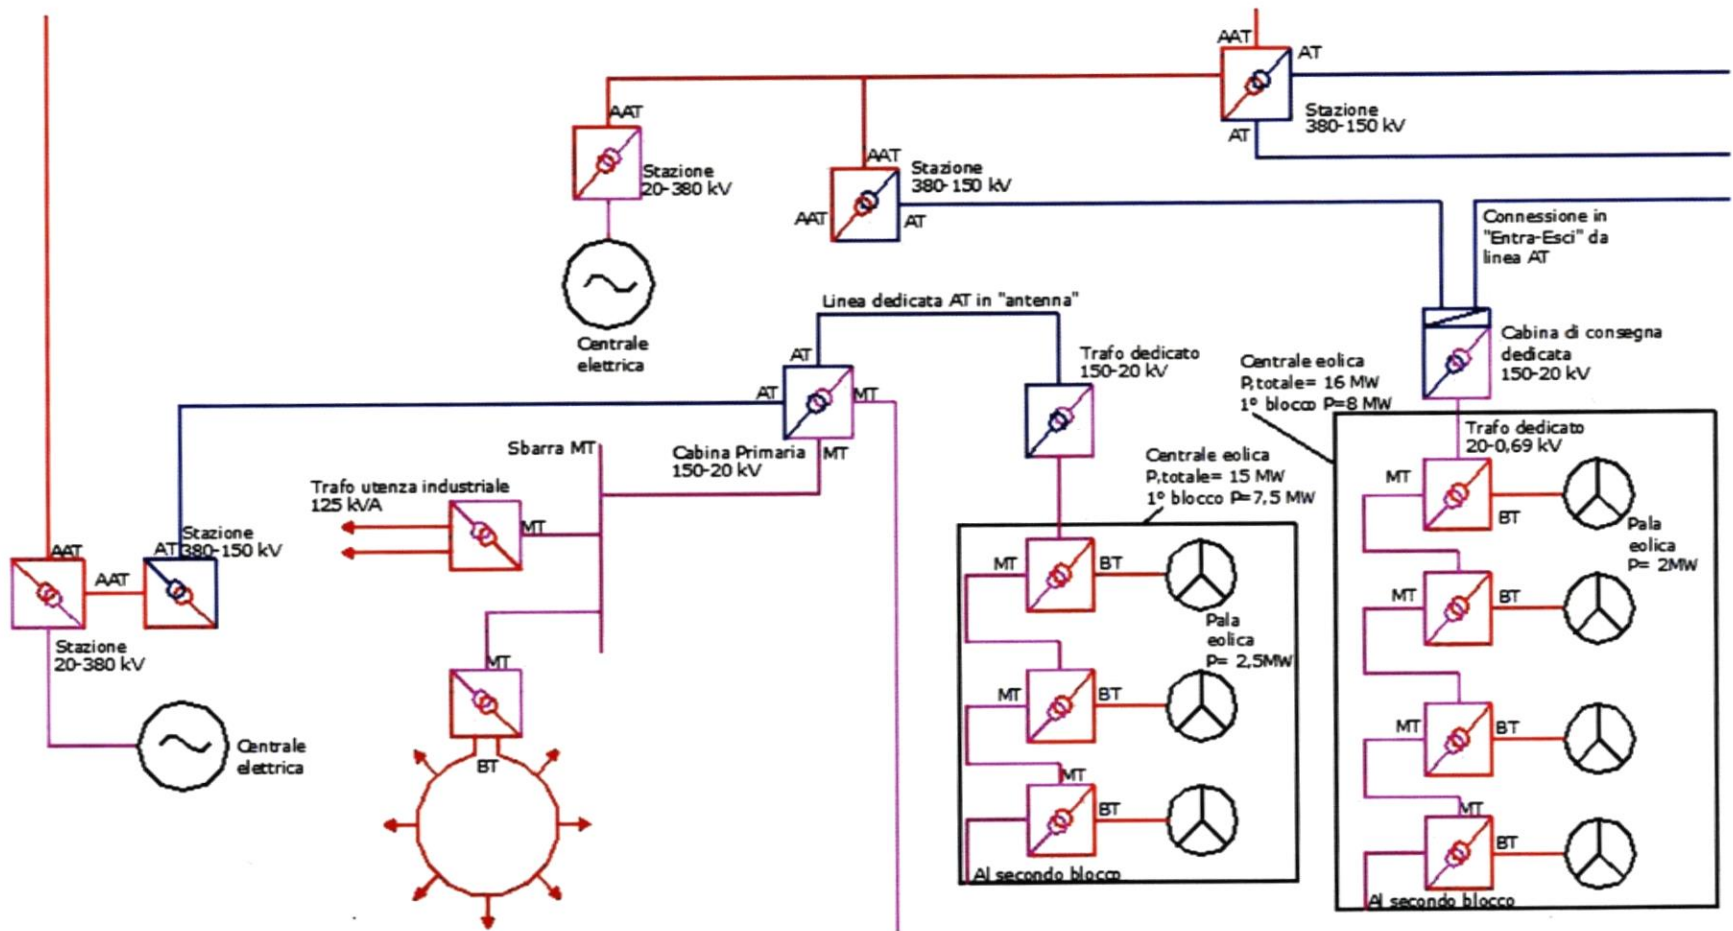 AAT
AT
Stazione
380-150 kV
AT
AAT
Stazione
20-380 kV
Centrale
elettrica
AAT
Stazione
380-150 kV
AAT
AT
Connessione in
"Entra-Esci" da
linea AT
Linea dedicata AT in "antenna"
AT
AT
MT
MT
Cabina Primaria
150-20 kV
Trafo dedicato
150-20 kV
Cabina di consegna
dedicata
150-20 kV
Centrale eolica
P,totale= 16 MW
1° blocco P=8 MW
Centrale eolica
P,totale= 15 MW
1° blocco P=7,5 MW
Sbarra MT
Trafo utenza industriale
125 kVA
MT
MT
BT
AAT
AAT
AT
Stazione
380-150 kV
Stazione
20-380 kV
Centrale
elettrica
MT
BT
Pala
eolica
P= 2,5MW
MT
BT
MT
BT
Al secondo blocco
Trafo dedicato
20-0,69 kV
MT
BT
Pala
eolica
P= 2MW
MT
BT
MT
BT
MT
BT
Al secondo blocco